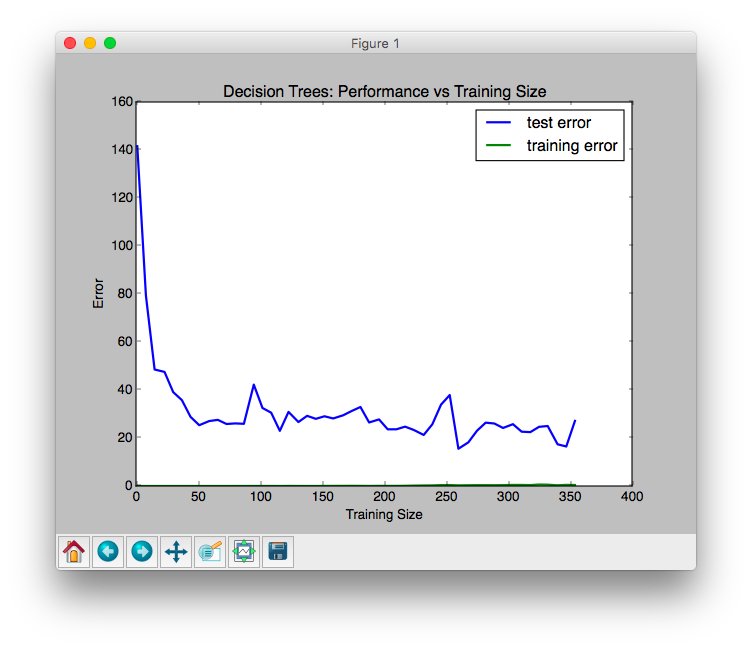 Figure 1
Decision Trees: Performance vs Training Size
160
140
120
100
80
60
40
20
0
Error
test error
training error
0 50 100 150 200 250 300 350 400
Training Size